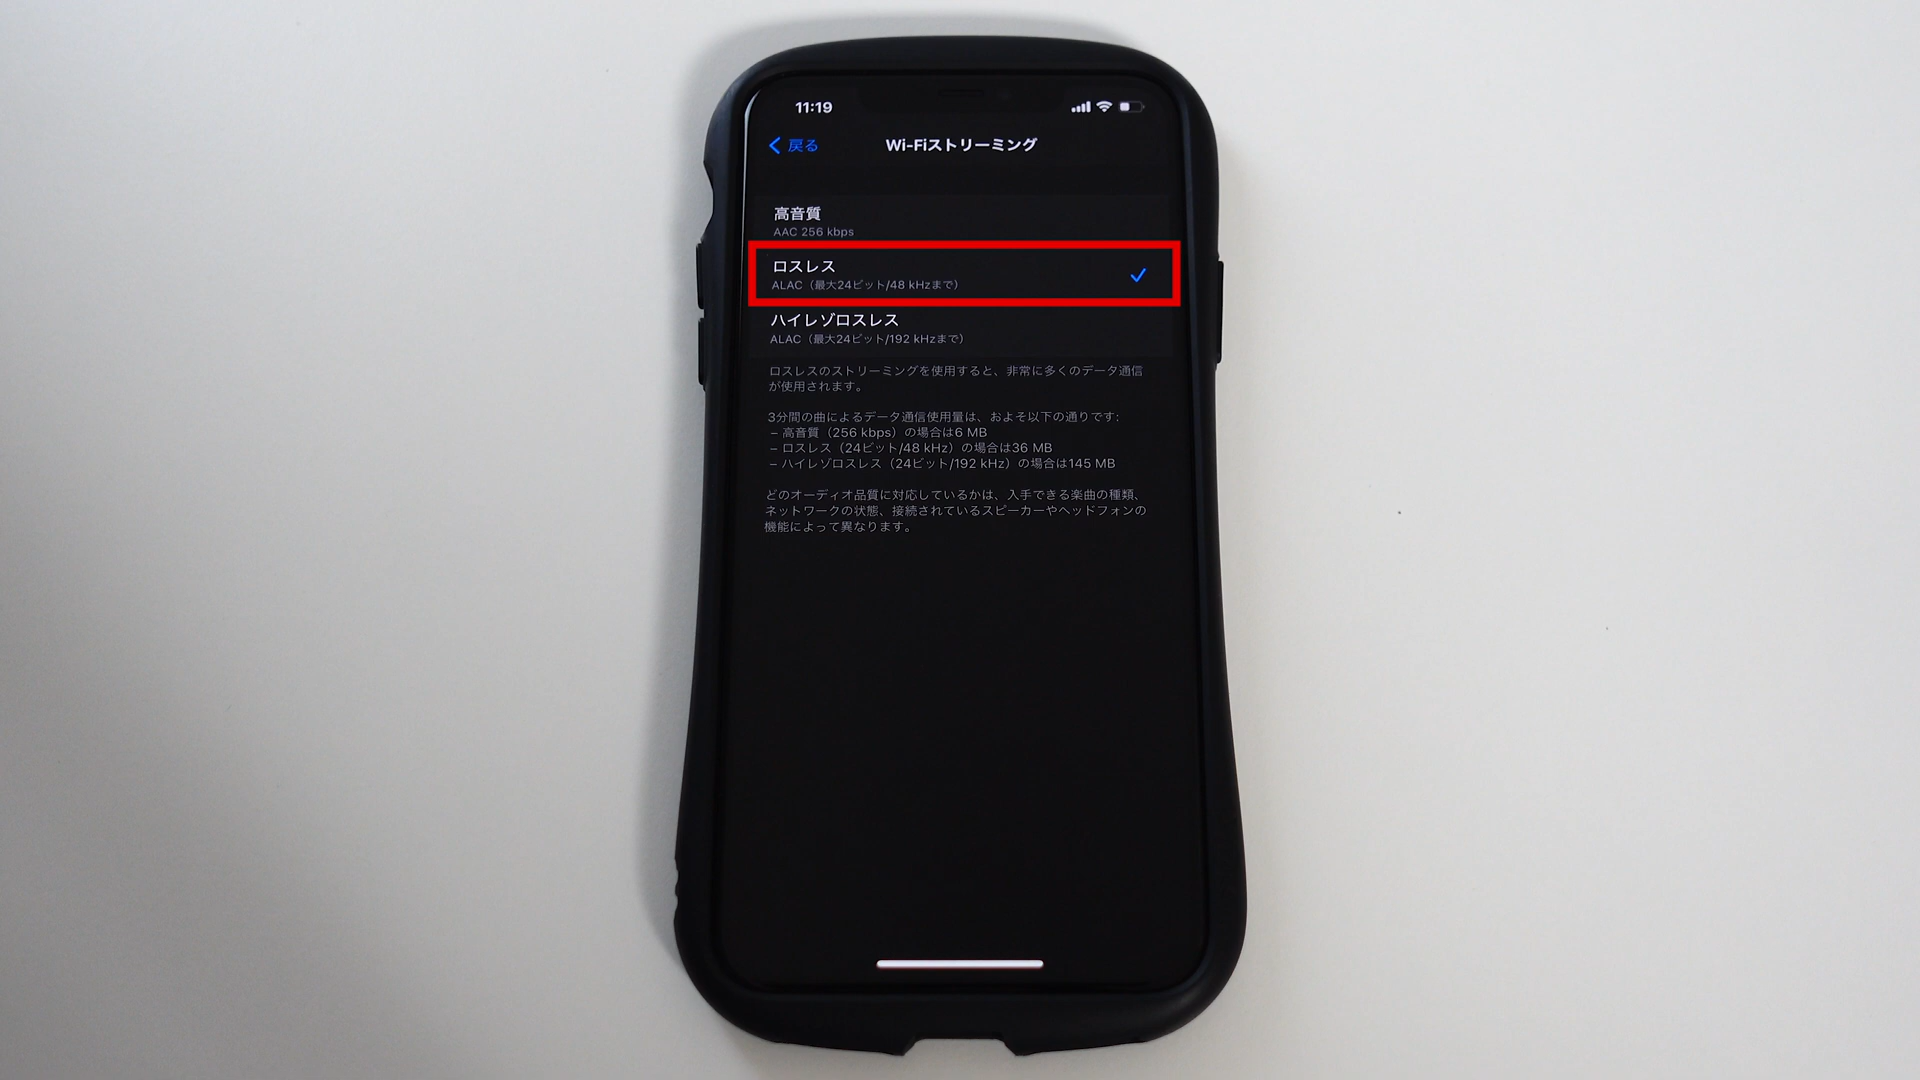 11:19
戻る
Wi-Fiストリーミング
高音質
AAC 256 kbps
ロスレス
ALAC（最大24ビット/48 kHzまで）
ハイレゾロスレス
ALAC（最大24ビット/192 kHzまで）
ロスレスのストリーミングを使用すると、非常に多くのデータ通信
が使用されます。
3分間の曲によるデータ通信使用量は、およそ以下の通りです:
– 高音質（256 kbps）の場合は6 MB
– ロスレス（24ビット/48 kHz）の場合は36 MB
– ハイレゾロスレス（24ビット/192 kHz）の場合は145 MB
どのオーディオ品質に対応しているかは、入手できる楽曲の種類、
ネットワークの状態、接続されているスピーカーやヘッドフォンの
機能によって異なります。